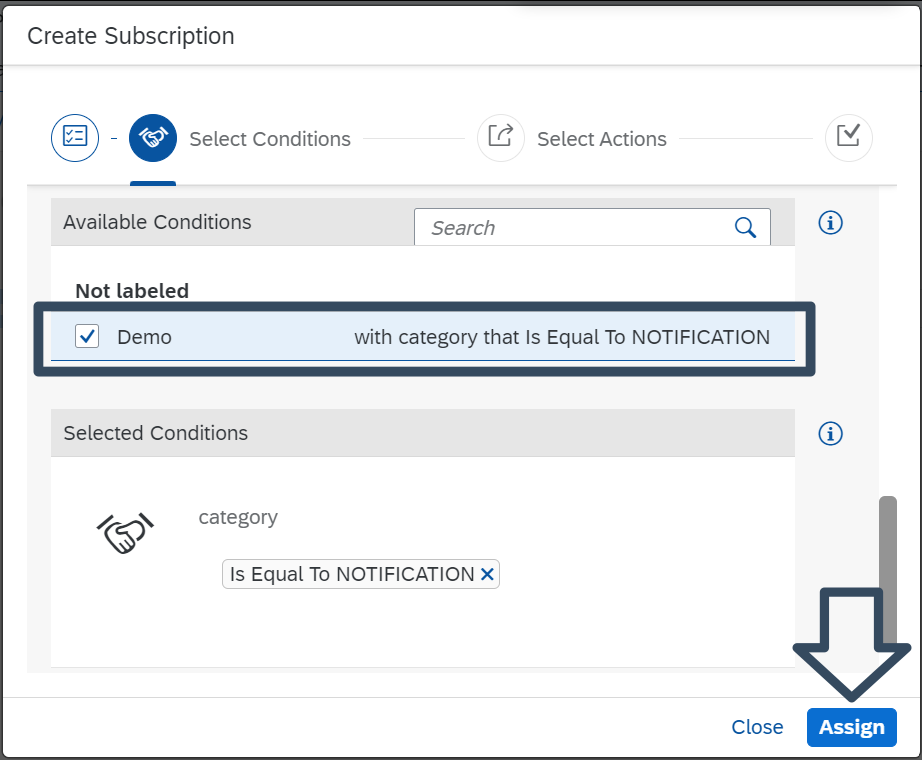 Create Subscription
Select Conditions
Select Actions
Available Conditions
Search
Not labeled
Demo with category that Is Equal To NOTIFICATION
Selected Conditions
category
Is Equal To NOTIFICATION
Close
Assign